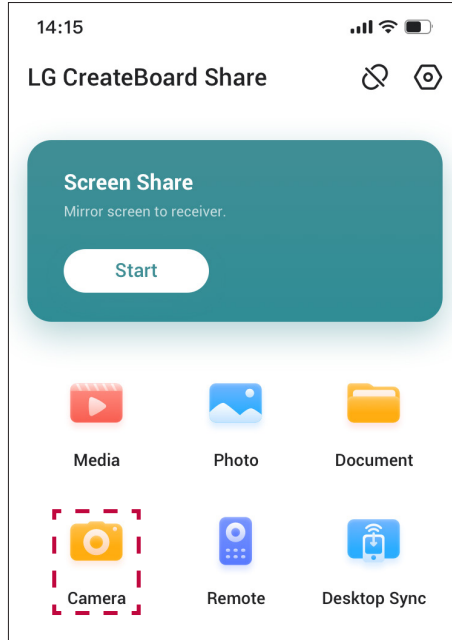 14:15
LG CreateBoard Share
Screen Share
Mirror screen to receiver.
Start
Media Photo Document
Camera Remote Desktop Sync